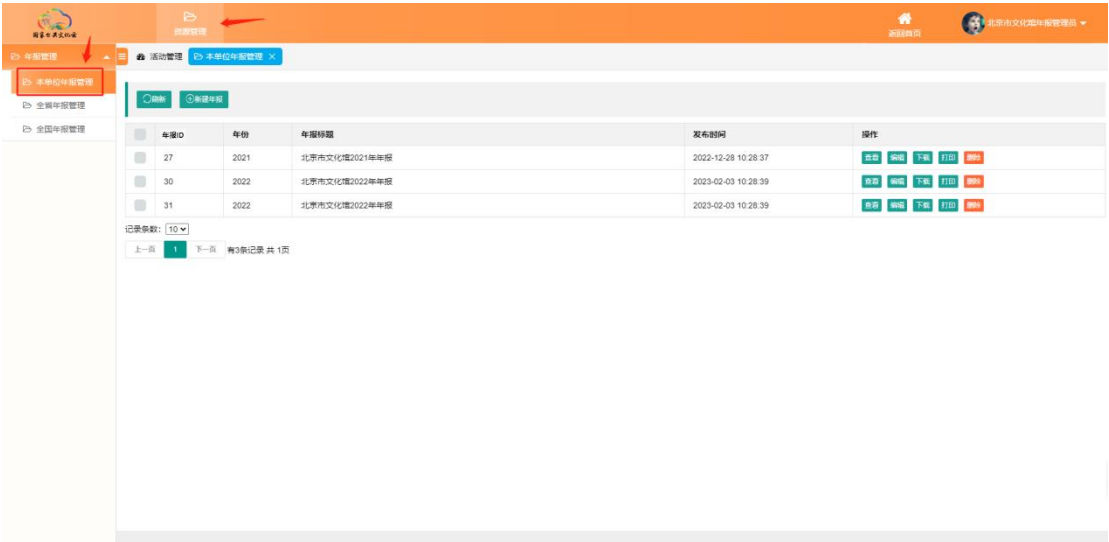 国家公共文化云
资源管理
返回首页
北京市文化馆年报管理员
年报管理
活动管理 本单位年报管理 ×
本单位年报管理
全省年报管理
全国年报管理
刷新 新建年报
年报ID 年份 年报标题 发布时间 操作
27 2021 北京市文化馆2021年年报 2022-12-28 10:28:37 查看 编辑 下载 打印 删除
30 2022 北京市文化馆2022年年报 2023-02-03 10:28:39 查看 编辑 下载 打印 删除
31 2022 北京市文化馆2022年年报 2023-02-03 10:28:39 查看 编辑 下载 打印 删除
记录条数: 10
上一页 1 下一页 有3条记录 共 1页